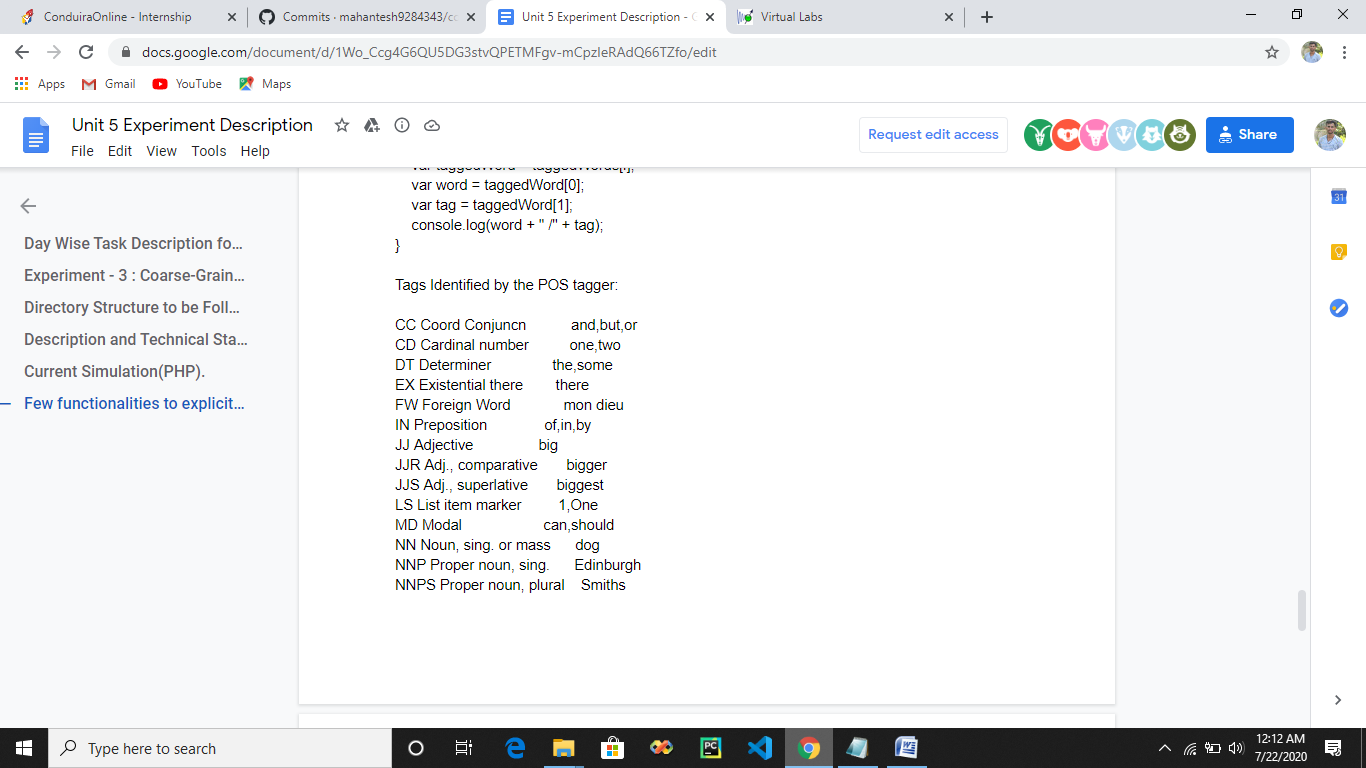 ConduiraOnline - Internship
Commits · mahantesh9284343/cc
Unit 5 Experiment Description - G
Virtual Labs
docs.google.com/document/d/1Wo_Ccg4G6QU5DG3stvQPETMFgv-mCpzleRAdQ66TZfo/edit
Apps Gmail YouTube Maps
Unit 5 Experiment Description
File Edit View Tools Help
Request edit access
Share
Day Wise Task Description fo...
Experiment - 3 : Coarse-Grain...
Directory Structure to be Foll...
Description and Technical Sta...
Current Simulation(PHP).
Few functionalities to explicit...
var taggedWord = taggedWords[i];
var word = taggedWord[0];
var tag = taggedWord[1];
console.log(word + " /" + tag);
}
Tags Identified by the POS tagger:
CC Coord Conjuncn and,but,or
CD Cardinal number one,two
DT Determiner the,some
EX Existential there there
FW Foreign Word mon dieu
IN Preposition of,in,by
JJ Adjective big
JJR Adj., comparative bigger
JJS Adj., superlative biggest
LS List item marker 1,One
MD Modal can,should
NN Noun, sing. or mass dog
NNP Proper noun, sing. Edinburgh
NNPS Proper noun, plural Smiths
31
Type here to search
PC
12:12 AM
7/22/2020